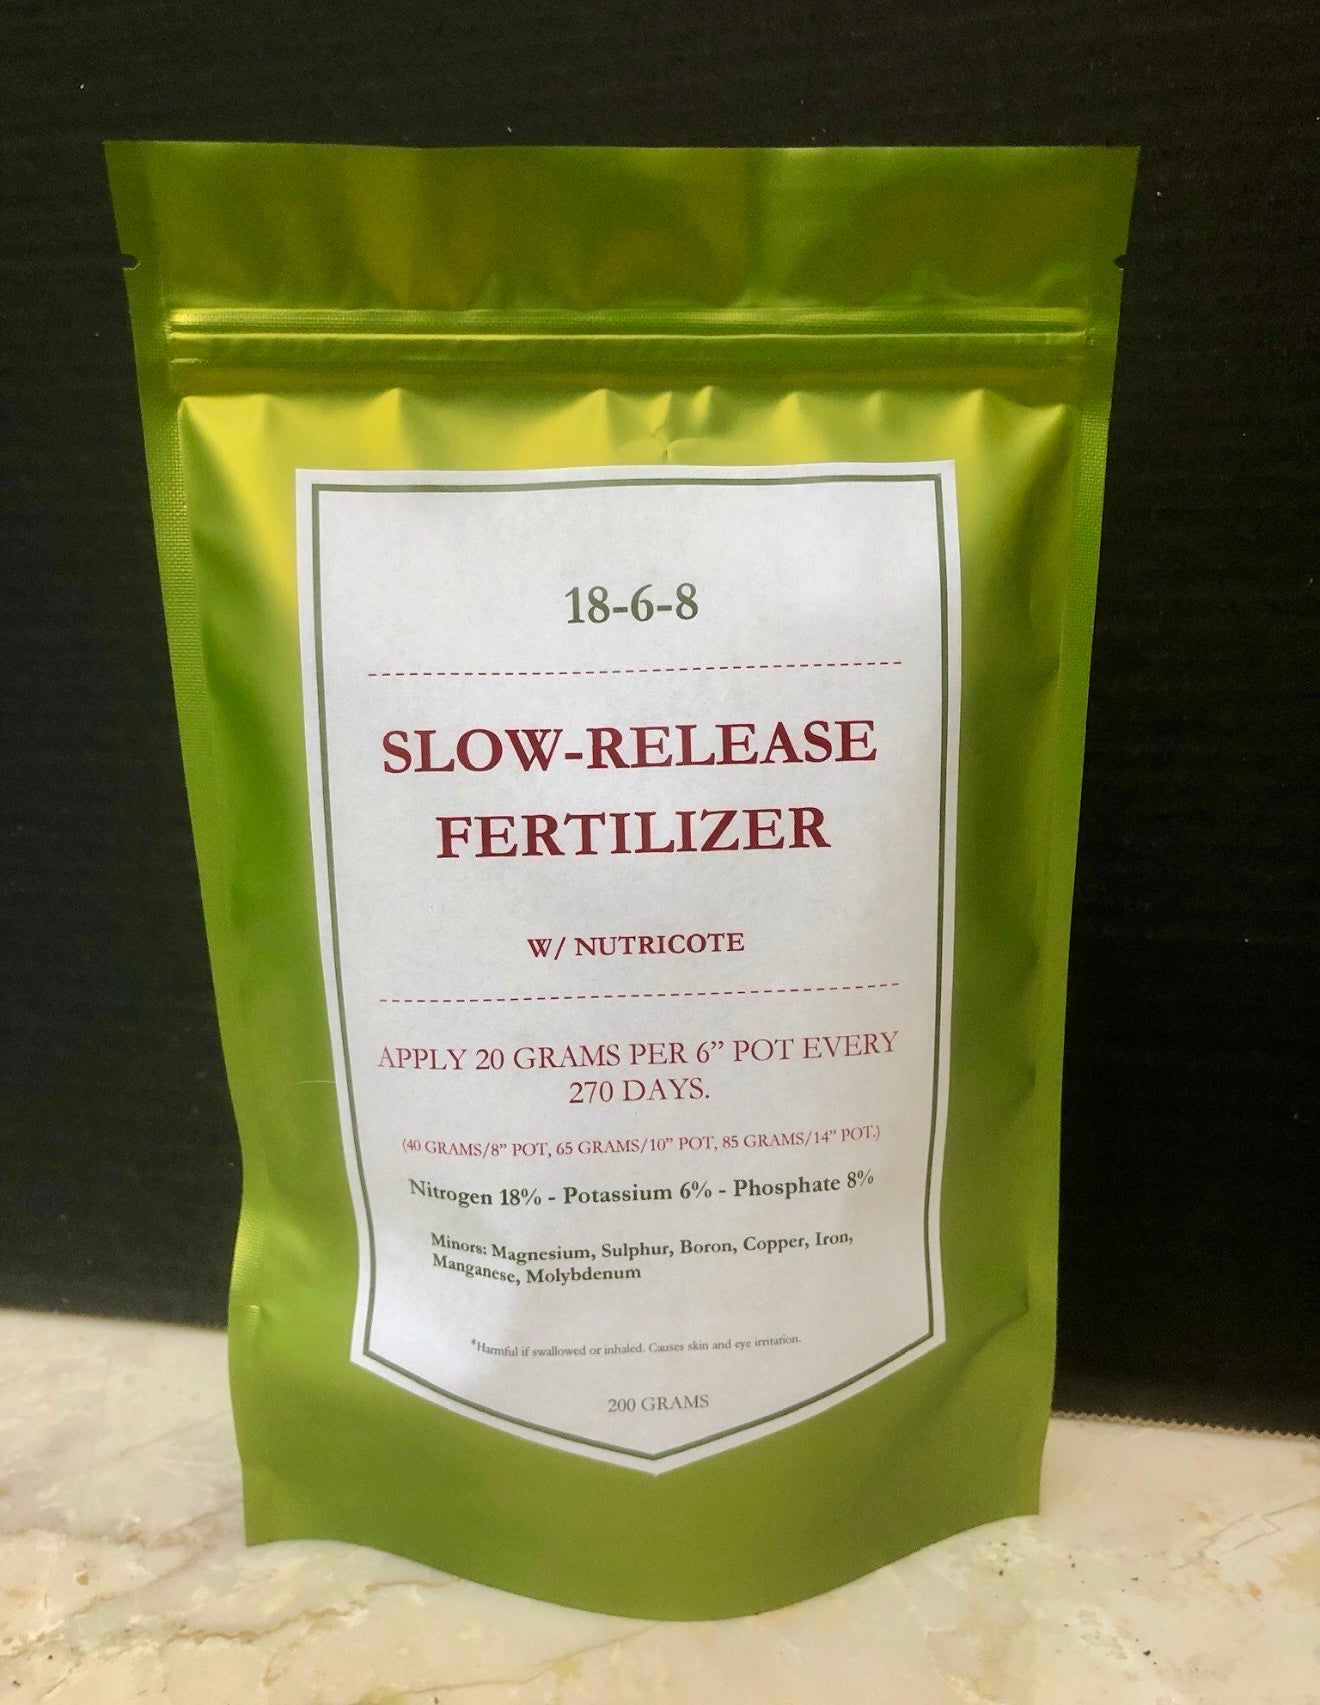 18-6-8
SLOW-RELEASE
FERTILIZER
W/ NUTRICOTE
APPLY 20 GRAMS PER 6” POT EVERY
270 DAYS.
(40 GRAMS/8” POT, 65 GRAMS/10” POT, 85 GRAMS/14” POT.)
Nitrogen 18% - Potassium 6% - Phosphate 8%
Minors: Magnesium, Sulphur, Boron, Copper, Iron,
Manganese, Molybdenum
*Harmful if swallowed or inhaled. Causes skin and eye irritation.
200 GRAMS